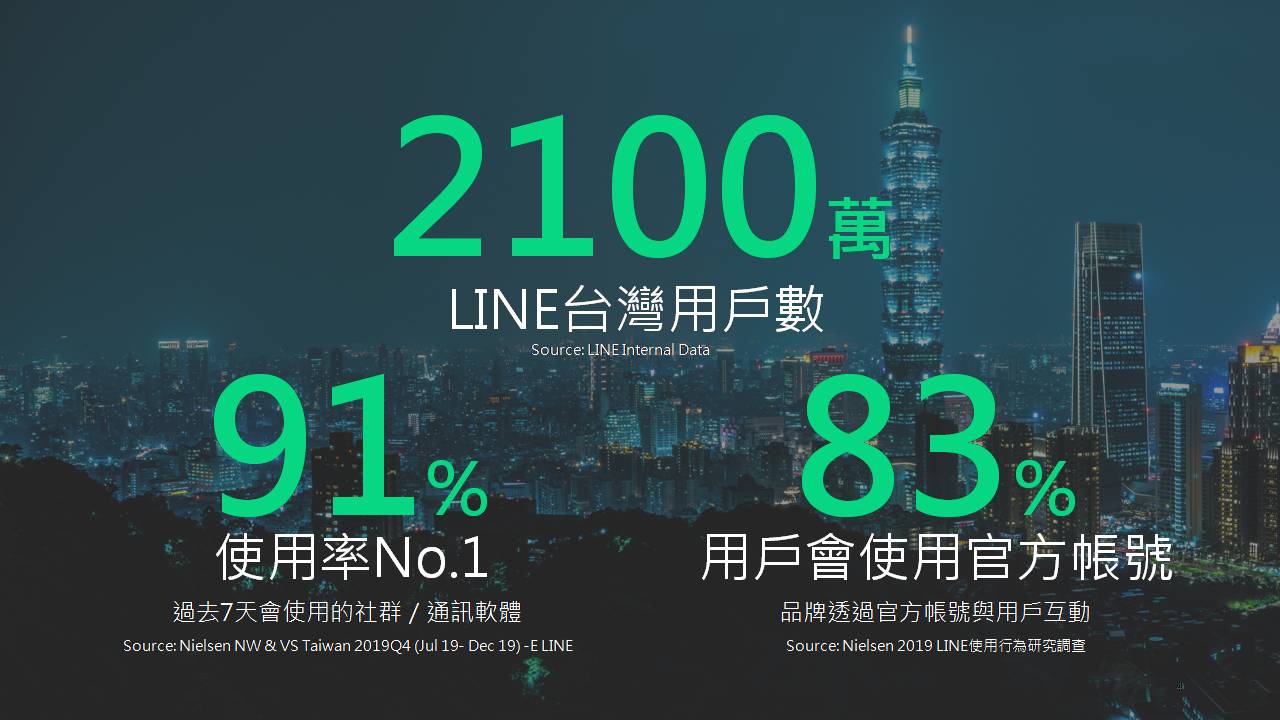 2100萬
LINE台灣用戶數
Source: LINE Internal Data
91%
使用率No.1
過去7天會使用的社群 / 通訊軟體
Source: Nielsen NW & VS Taiwan 2019Q4 (Jul 19- Dec 19) -E LINE
83%
用戶會使用官方帳號
品牌透過官方帳號與用戶互動
Source: Nielsen 2019 LINE使用行為研究調查